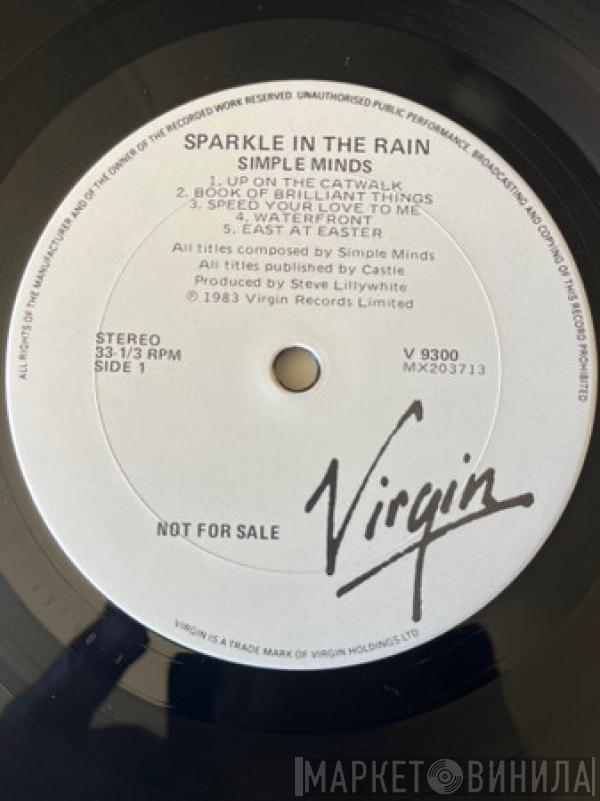 ALL RIGHTS OF THE MANUFACTURER AND OF THE OWNER OF THE RECORDED WORK RESERVED. UNAUTHORISED PUBLIC PERFORMANCE, BROADCASTING AND COPYING OF THIS RECORD PROHIBITED
SPARKLE IN THE RAIN
SIMPLE MINDS
1. UP ON THE CATWALK
2. BOOK OF BRILLIANT THINGS
3. SPEED YOUR LOVE TO ME
4. WATERFRONT
5. EAST AT EASTER
All titles composed by Simple Minds
All titles published by Castle
Produced by Steve Lillywhite
℗ 1983 Virgin Records Limited
STEREO
33-1/3 RPM
SIDE 1
V 9300
MX203713
Virgin
NOT FOR SALE
VIRGIN IS A TRADE MARK OF VIRGIN HOLDINGS LTD
МАРКЕТ ВИНИЛА